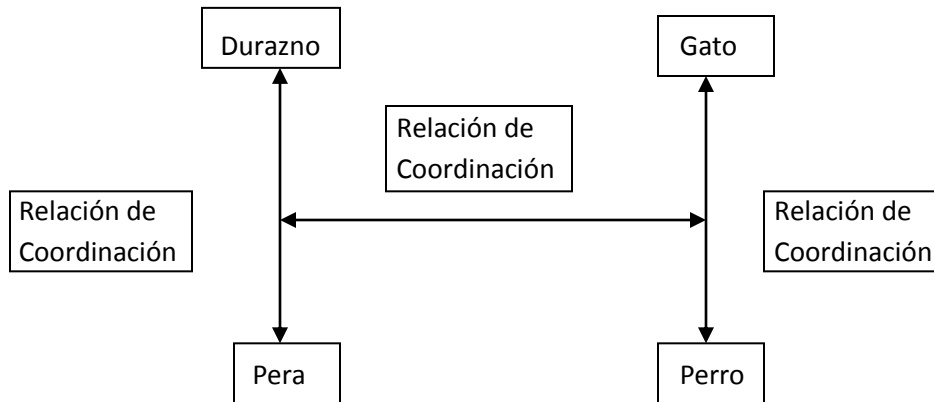 Durazno
Gato
Relación de
Coordinación
Relación de
Coordinación
Relación de
Coordinación
Pera
Perro